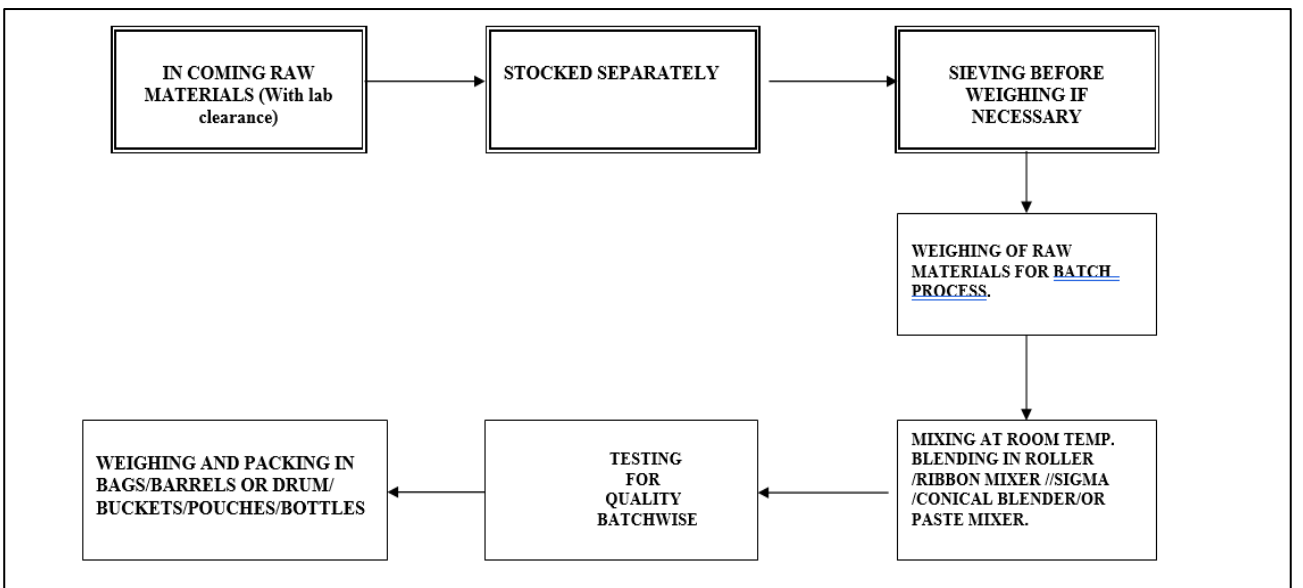 IN COMING RAW
MATERIALS (With lab
clearance)
STOCKED SEPARATELY
SIEVING BEFORE
WEIGHING IF
NECESSARY
WEIGHING OF RAW
MATERIALS FOR BATCH
PROCESS.
MIXING AT ROOM TEMP.
BLENDING IN ROLLER
/RIBBON MIXER //SIGMA
/CONICAL BLENDER/OR
PASTE MIXER.
TESTING
FOR
QUALITY
BATCHWISE
WEIGHING AND PACKING IN
BAGS/BARRELS OR DRUM/
BUCKETS/POUCHES/BOTTLES